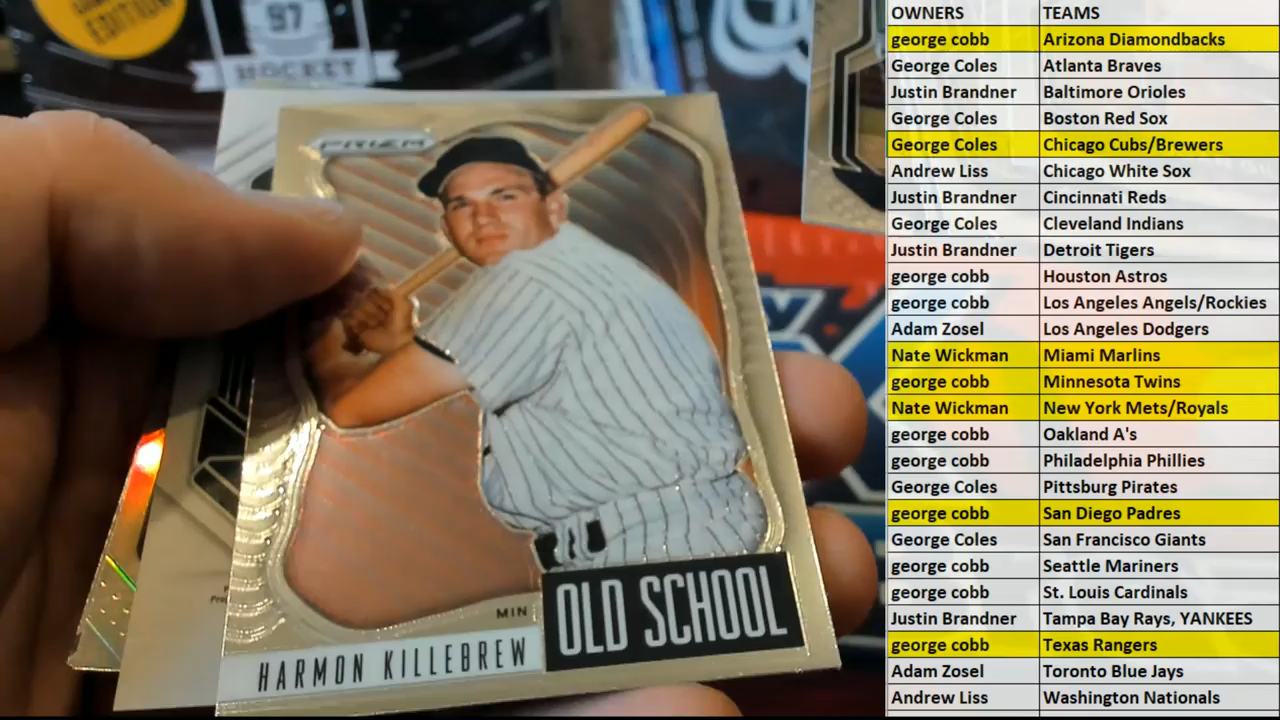 EDITION
97
HOCKEY
PRIZM
MIN
HARMON KILLEBREW
OLD SCHOOL
OWNERS TEAMS
george cobb Arizona Diamondbacks
George Coles Atlanta Braves
Justin Brandner Baltimore Orioles
George Coles Boston Red Sox
George Coles Chicago Cubs/Brewers
Andrew Liss Chicago White Sox
Justin Brandner Cincinnati Reds
George Coles Cleveland Indians
Justin Brandner Detroit Tigers
george cobb Houston Astros
george cobb Los Angeles Angels/Rockies
Adam Zosel Los Angeles Dodgers
Nate Wickman Miami Marlins
george cobb Minnesota Twins
Nate Wickman New York Mets/Royals
george cobb Oakland A's
george cobb Philadelphia Phillies
George Coles Pittsburg Pirates
george cobb San Diego Padres
George Coles San Francisco Giants
george cobb Seattle Mariners
george cobb St. Louis Cardinals
Justin Brandner Tampa Bay Rays, YANKEES
george cobb Texas Rangers
Adam Zosel Toronto Blue Jays
Andrew Liss Washington Nationals